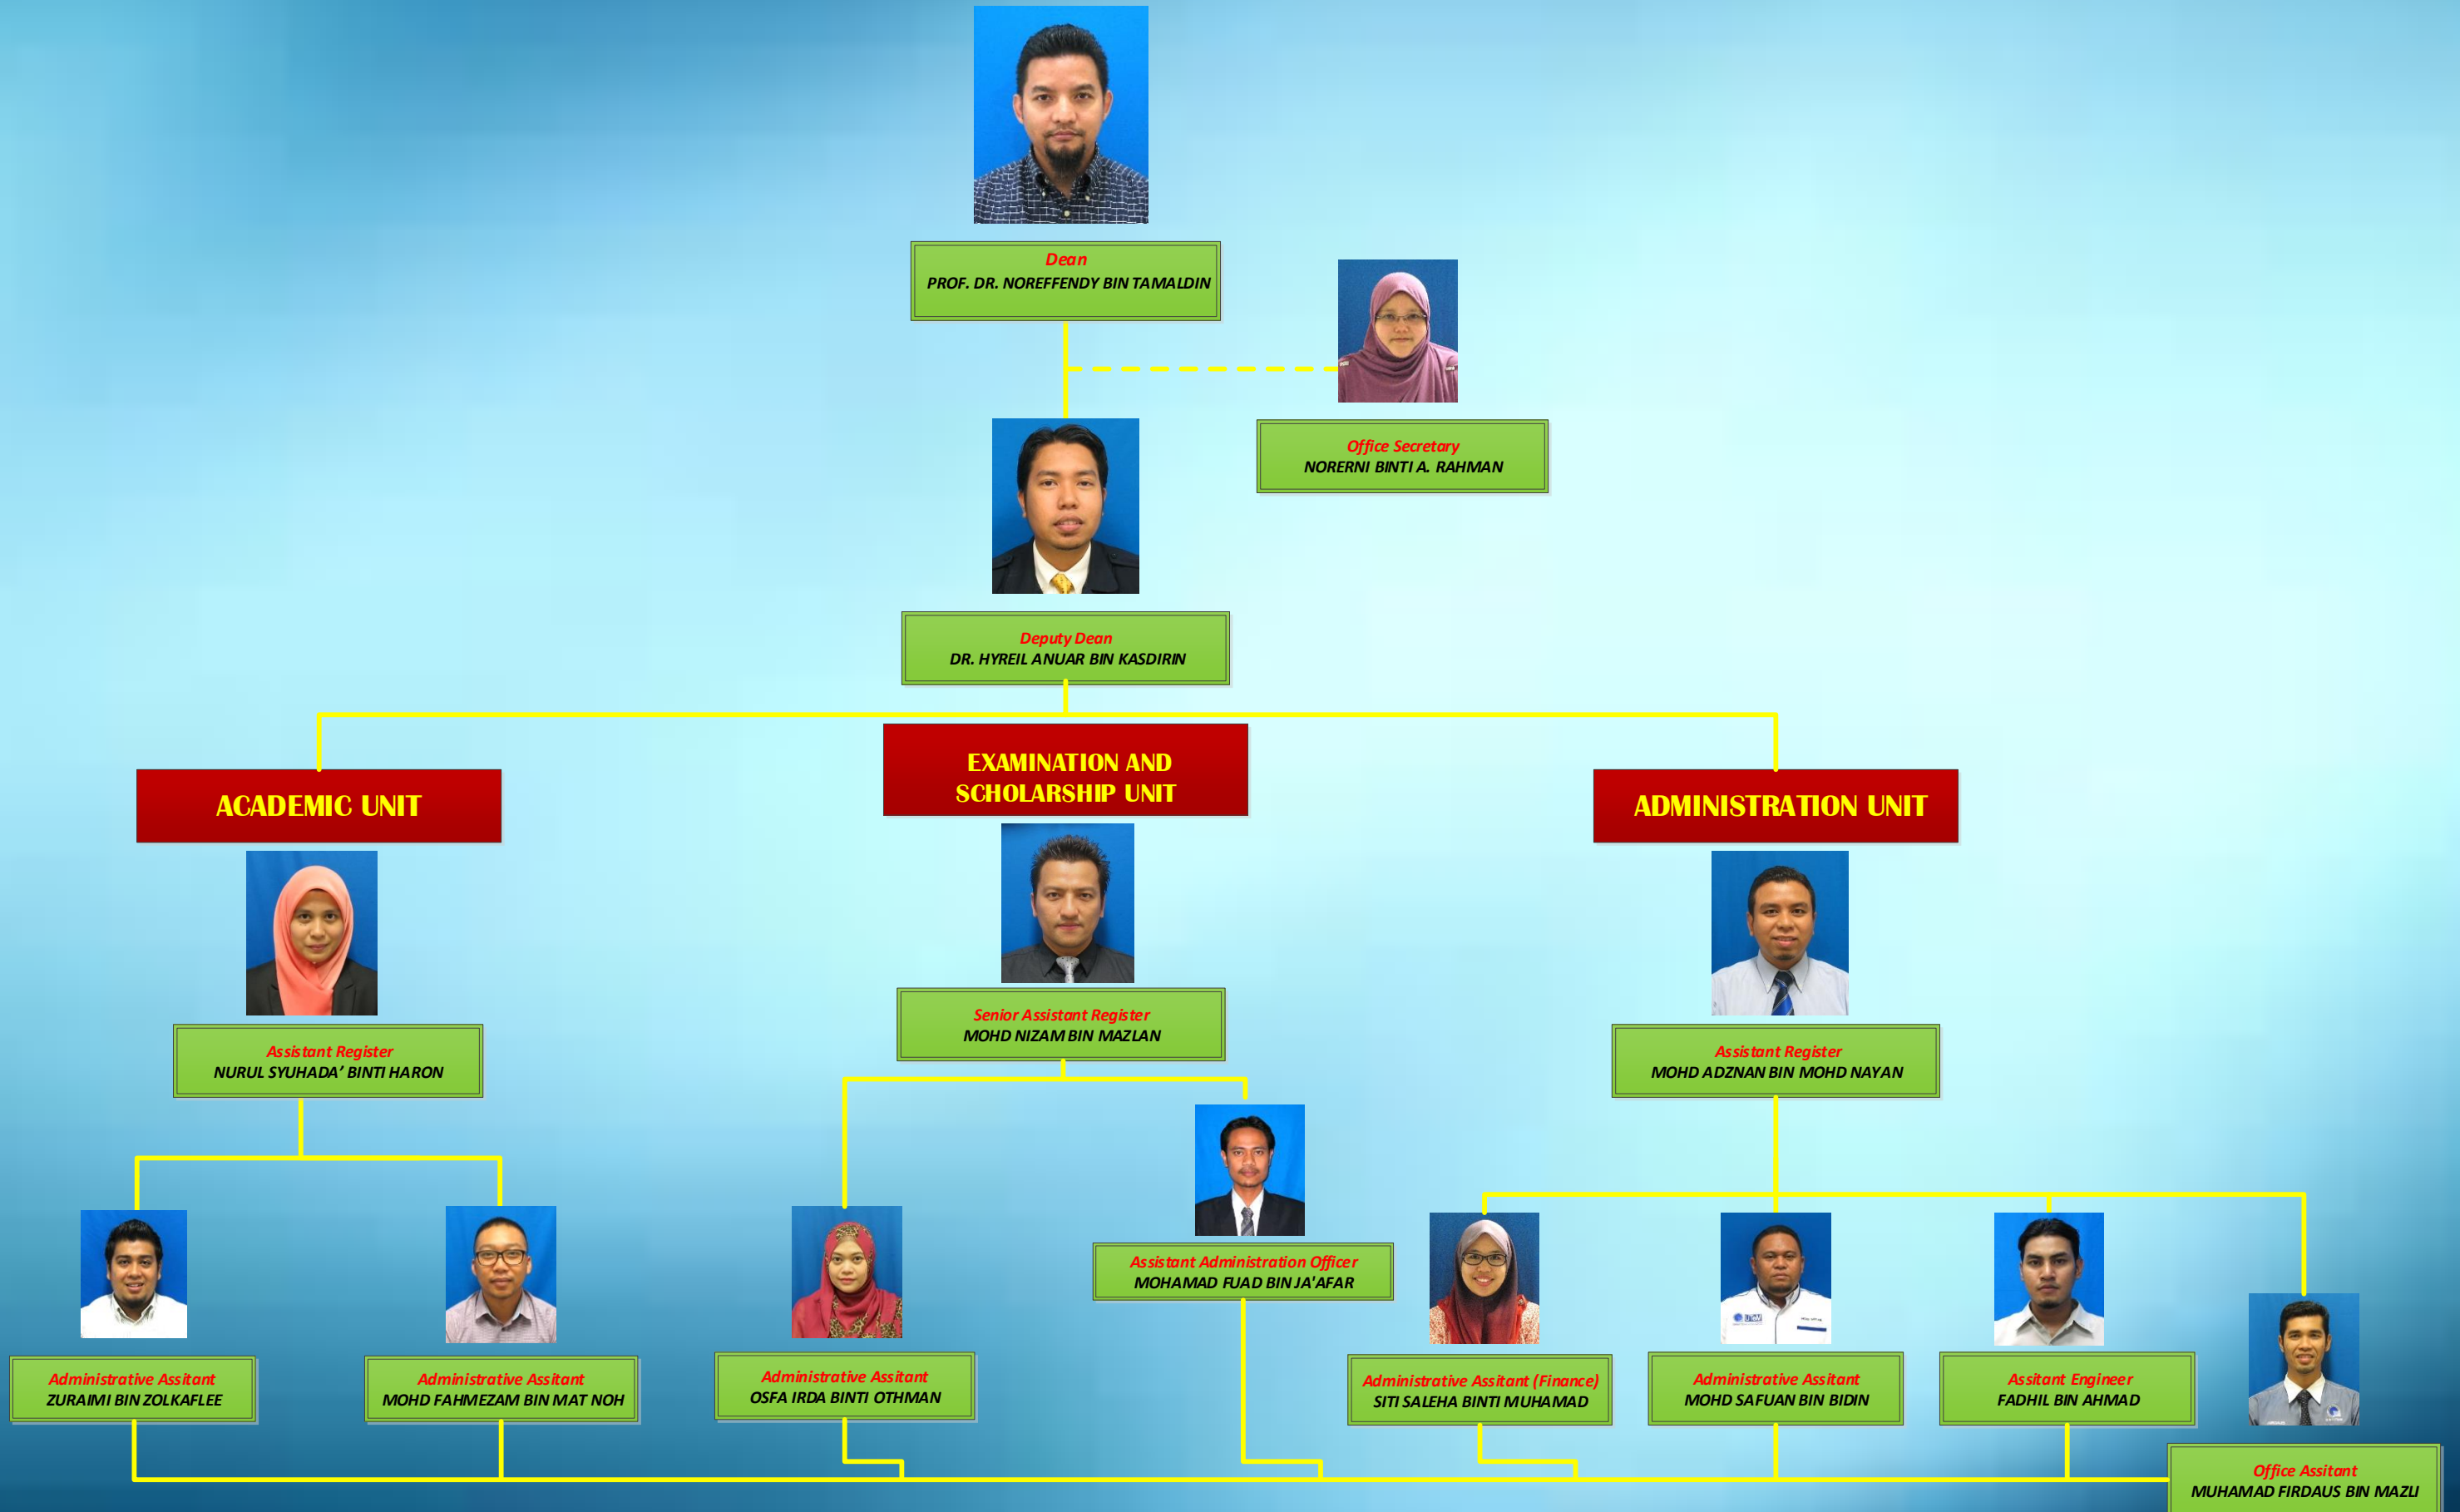 Dean
PROF. DR. NOREFFENDY BIN TAMALDIN
Office Secretary
NORERNI BINTI A. RAHMAN
Deputy Dean
DR. HYREIL ANUAR BIN KASDIRIN
ACADEMIC UNIT
EXAMINATION AND
SCHOLARSHIP UNIT
ADMINISTRATION UNIT
Assistant Register
NURUL SYUHADA’ BINTI HARON
Senior Assistant Register
MOHD NIZAM BIN MAZLAN
Assistant Register
MOHD ADZNAN BIN MOHD NAYAN
Administrative Assitant
ZURAIMI BIN ZOLKAFLEE
Administrative Assitant
MOHD FAHMEZAM BIN MAT NOH
Administrative Assitant
OSFA IRDA BINTI OTHMAN
Assistant Administration Officer
MOHAMAD FUAD BIN JA'AFAR
Administrative Assitant (Finance)
SITI SALEHA BINTI MUHAMAD
Administrative Assitant
MOHD SAFUAN BIN BIDIN
Assitant Engineer
FADHIL BIN AHMAD
Office Assitant
MUHAMAD FIRDAUS BIN MAZLI